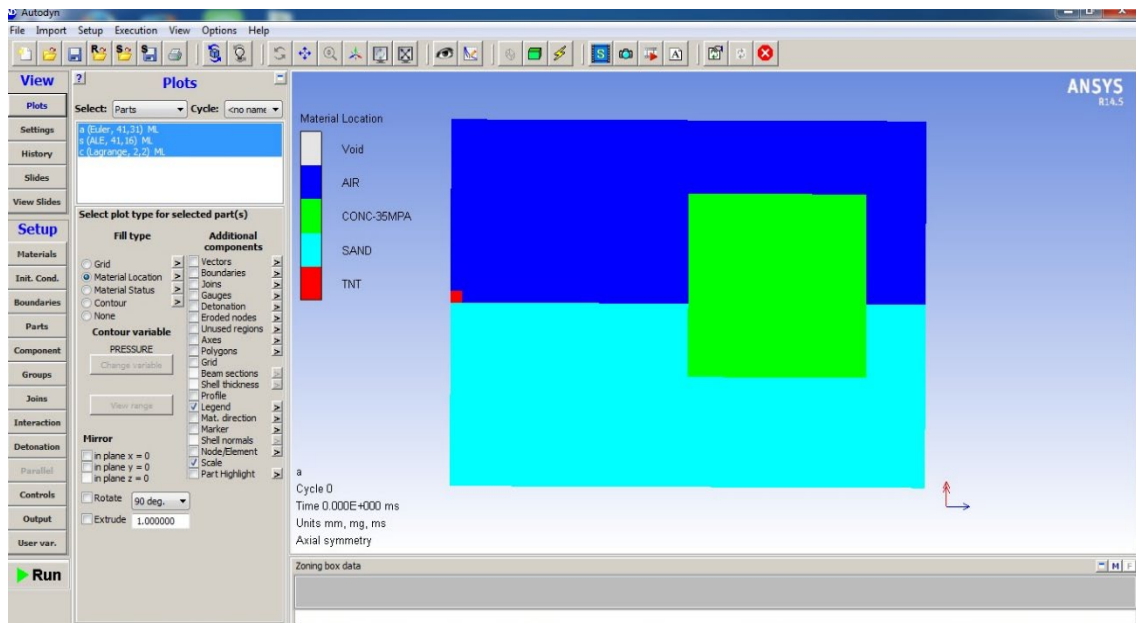 Autodyn
File Import Setup Execution View Options Help
View
Plots
Settings
History
Slides
View Slides
Setup
Materials
Init. Cond.
Boundaries
Parts
Component
Groups
Joins
Interaction
Detonation
Parallel
Controls
Output
User var.
Run
? Plots
Select: Parts Cycle: <no name
a (Euler, 41,31) ML
s (ALE, 41,16) ML
c (Lagrange, 2,2) ML
Select plot type for selected part(s)
Fill type
Grid >
Material Location >
Material Status >
Contour >
None
Contour variable
PRESSURE
Change variable
View range
Additional
components
Vectors >
Boundaries >
Joins >
Gauges >
Detonation >
Eroded nodes >
Unused regions >
Axes >
Polygons >
Grid
Beam sections >
Shell thickness >
Profile
Legend >
Mat. direction >
Marker >
Shell normals >
Node/Element >
Scale
Part Highlight >
Mirror
in plane x = 0
in plane y = 0
in plane z = 0
Rotate 90 deg.
Extrude 1.000000
ANSYS
R14.5
Material Location
Void
AIR
CONC-35MPA
SAND
TNT
a
Cycle 0
Time 0.000E+000 ms
Units mm, mg, ms
Axial symmetry
Zoning box data
M F